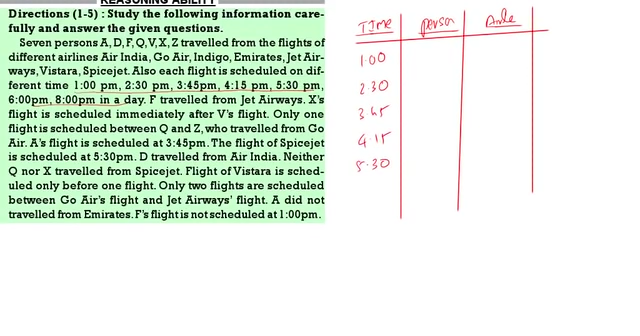 REASONING ABILITY
Directions (1-5) : Study the following information care-
fully and answer the given questions.
Seven persons A, D, F, Q, V, X, Z travelled from the flights of
different airlines Air India, Go Air, Indigo, Emirates, Jet Air-
ways, Vistara, Spicejet. Also each flight is scheduled on dif-
ferent time 1:00 pm, 2:30 pm, 3:45pm, 4:15 pm, 5:30 pm,
6:00pm, 8:00pm in a day. F travelled from Jet Airways. X's
flight is scheduled immediately after V's flight. Only one
flight is scheduled between Q and Z, who travelled from Go
Air. A's flight is scheduled at 3:45pm. The flight of Spicejet
is scheduled at 5:30pm. D travelled from Air India. Neither
Q nor X travelled from Spicejet. Flight of Vistara is sched-
uled only before one flight. Only two flights are scheduled
between Go Air's flight and Jet Airways' flight. A did not
travelled from Emirates. F's flight is not scheduled at 1:00pm.
TIME person
1.00
2.30
3.45
4.15
5.30